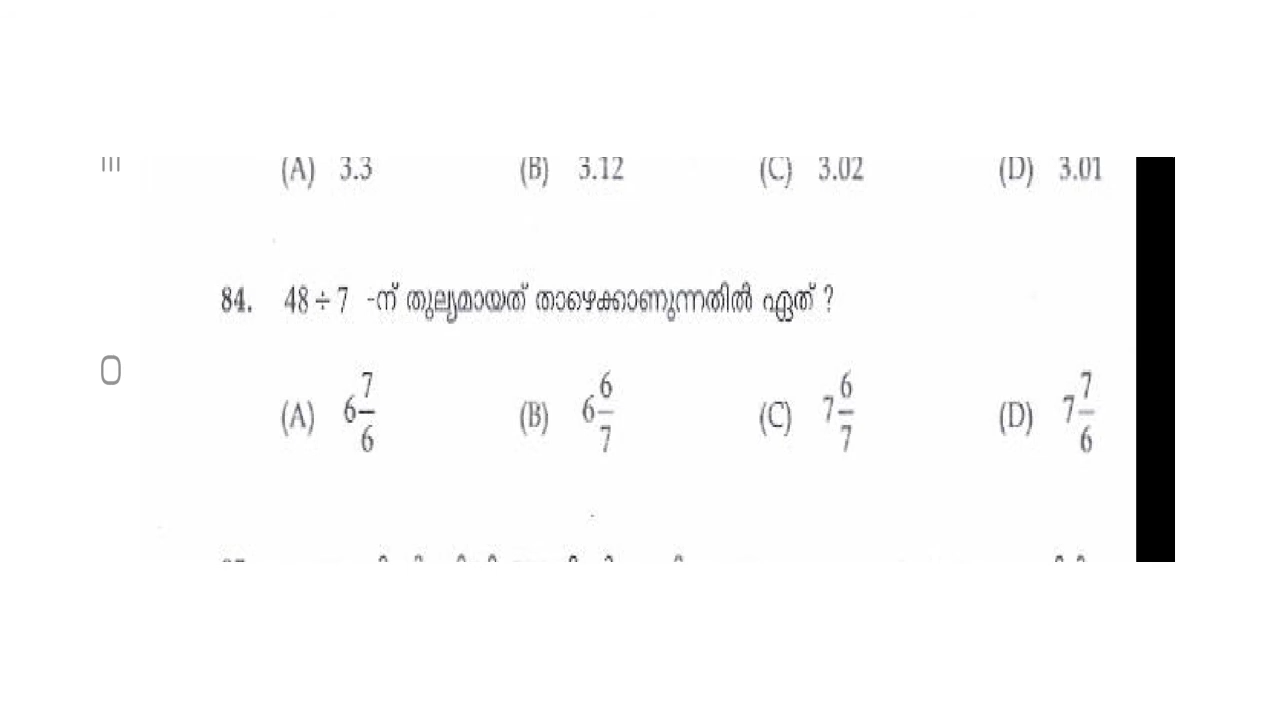 (A) 3.3 (B) 3.12 (C) 3.02 (D) 3.01
84. 48 ÷ 7 -ന് തുല്യമായത് താഴെക്കാണുന്നതിൽ ഏത് ?
(A) 6 7/6 (B) 6 6/7 (C) 7 6/7 (D) 7 7/6